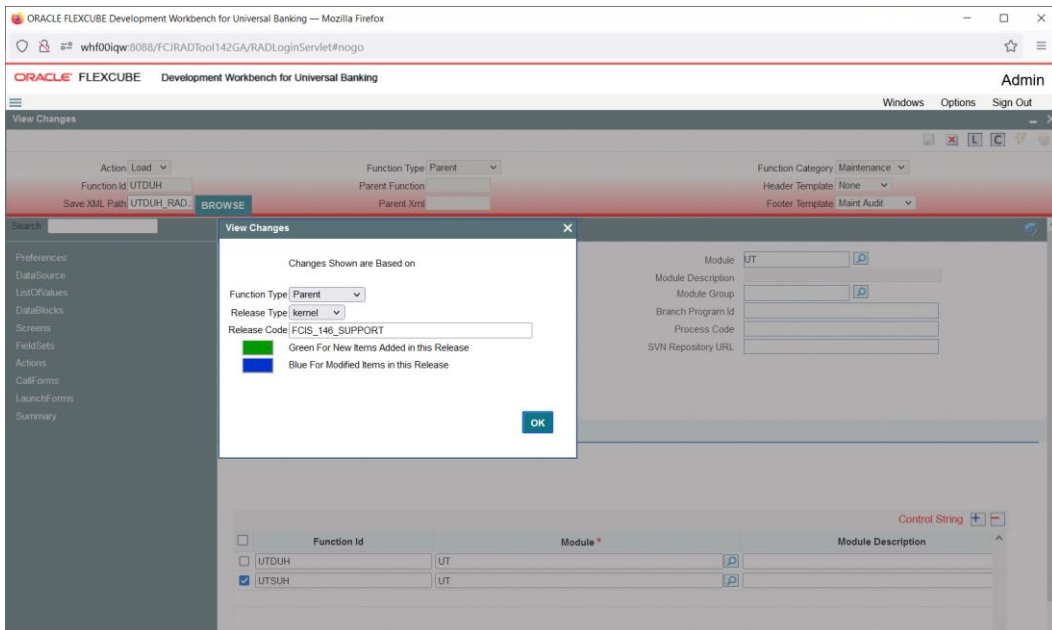 ORACLE FLEXCUBE Development Workbench for Universal Banking — Mozilla Firefox
whf00iqw:8088/FCJRADTool142GA/RADLoginServlet#nogo
ORACLE FLEXCUBE Development Workbench for Universal Banking Admin
Windows Options Sign Out
View Changes
L C
Action Load Function Type Parent Function Category Maintenance
Function Id UTDUH Parent Function Header Template None
Save XML Path UTDUH_RAD. BROWSE Parent Xml Footer Template Maint Audit
Search
Preferences
DataSource
ListOfValues
DataBlocks
Screens
FieldSets
Actions
CallForms
LaunchForms
Summary
View Changes
Changes Shown are Based on
Function Type Parent
Release Type kernel
Release Code FCIS_146_SUPPORT
Green For New Items Added in this Release
Blue For Modified Items in this Release
OK
Module UT
Module Description
Module Group
Branch Program Id
Process Code
SVN Repository URL
Control String + −
Function Id Module * Module Description
UTDUH UT
UTSUH UT